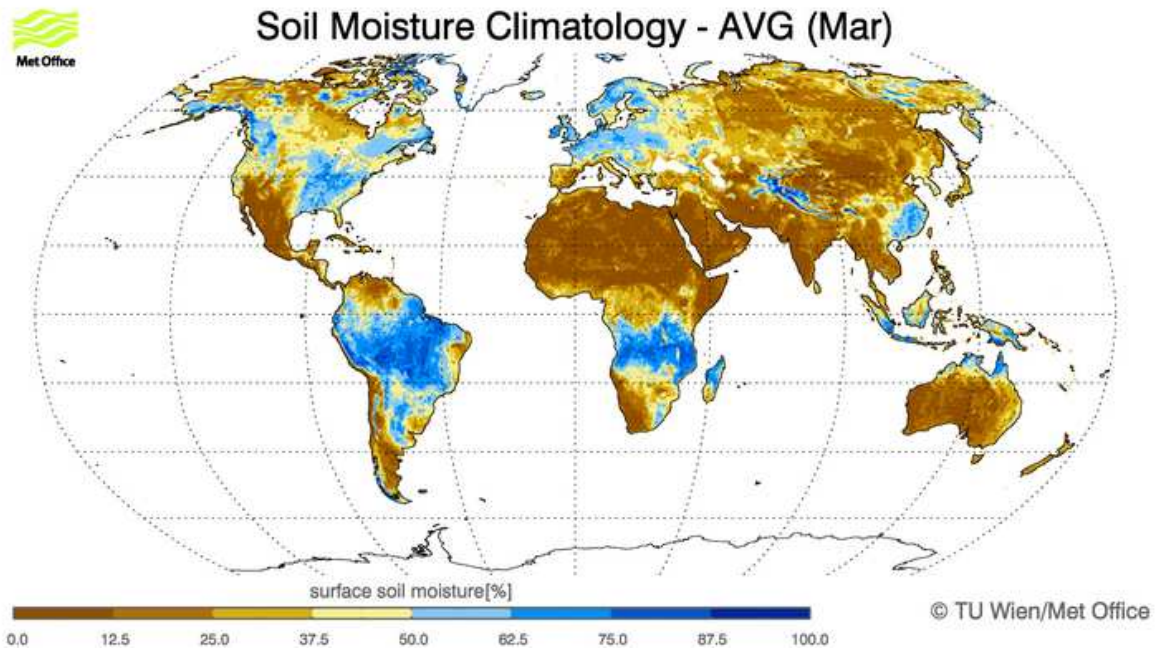 Soil Moisture Climatology - AVG (Mar)
Met Office
surface soil moisture[%]
0.0 12.5 25.0 37.5 50.0 62.5 75.0 87.5 100.0
© TU Wien/Met Office